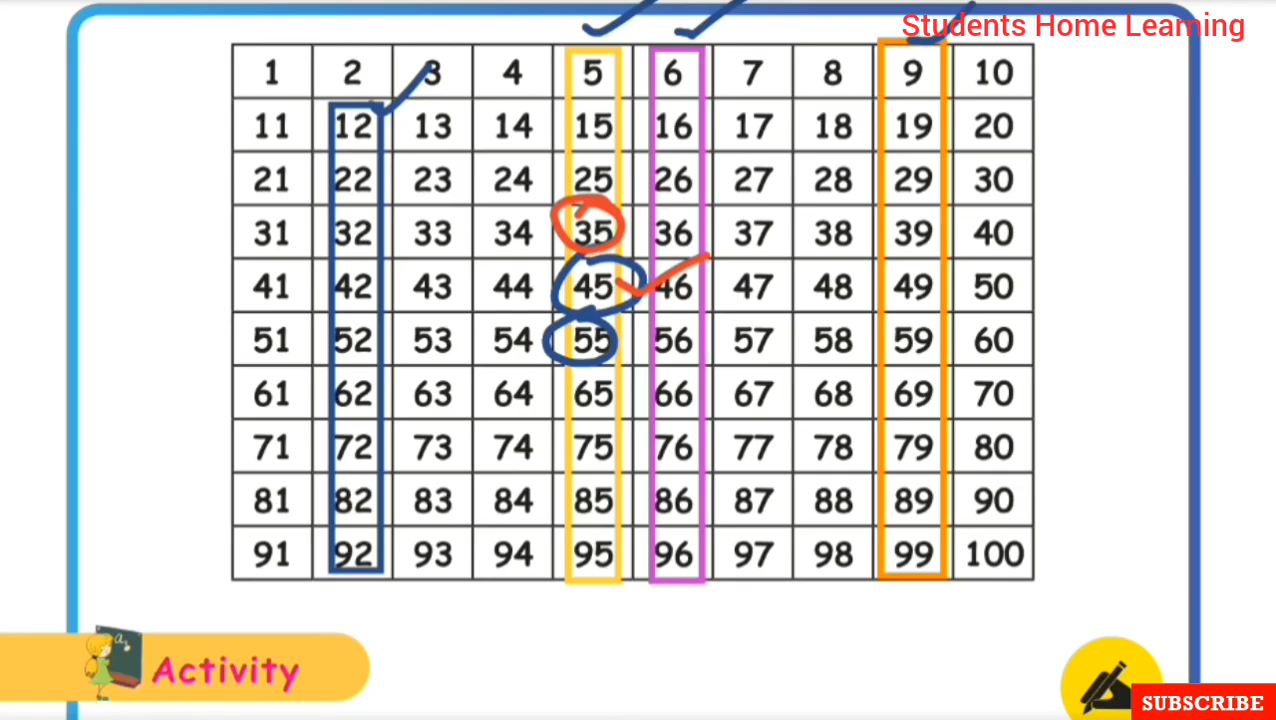 Students Home Learning
1 2 3 4 5 6 7 8 9 10
11 12 13 14 15 16 17 18 19 20
21 22 23 24 25 26 27 28 29 30
31 32 33 34 35 36 37 38 39 40
41 42 43 44 45 46 47 48 49 50
51 52 53 54 55 56 57 58 59 60
61 62 63 64 65 66 67 68 69 70
71 72 73 74 75 76 77 78 79 80
81 82 83 84 85 86 87 88 89 90
91 92 93 94 95 96 97 98 99 100
Activity
SUBSCRIBE